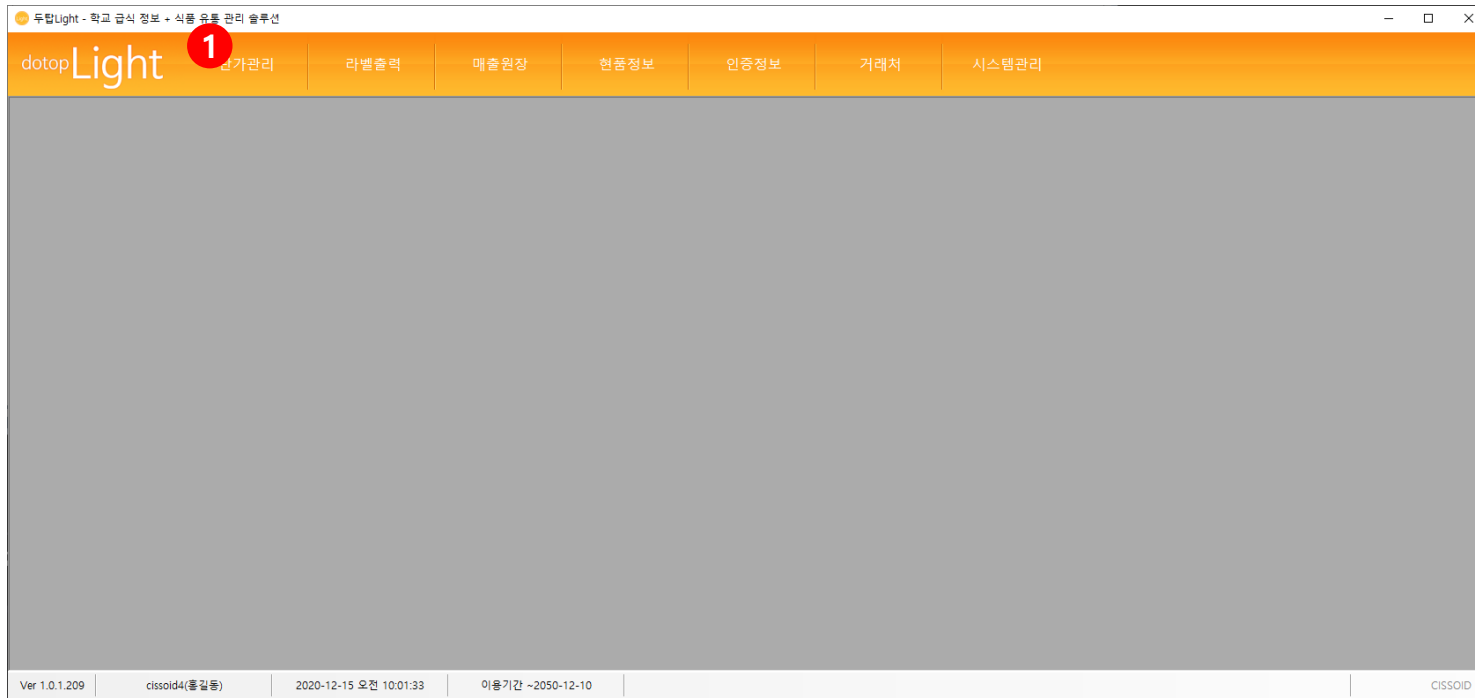 두탑Light - 학교 급식 정보 + 식품 유통 관리 솔루션
1
dotop Light 단가관리 라벨출력 매출원장 현품정보 인증정보 거래처 시스템관리
Ver 1.0.1.209 cissoid4(홍길동) 2020-12-15 오전 10:01:33 이용기간 ~2050-12-10 CISSOID